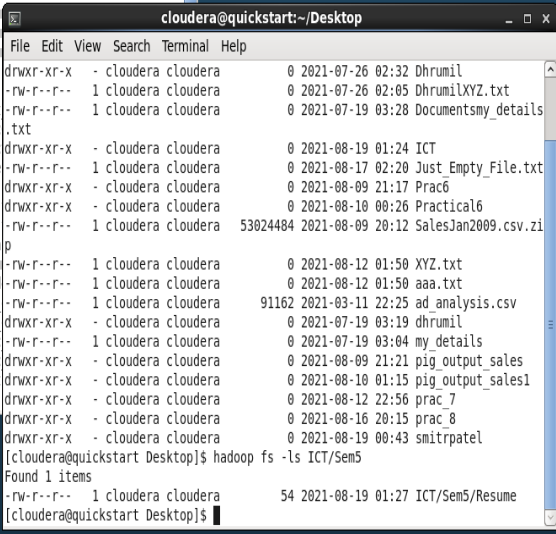 cloudera@quickstart:~/Desktop
File Edit View Search Terminal Help
drwxr-xr-x - cloudera cloudera 0 2021-07-26 02:32 Dhrumil
-rw-r--r-- 1 cloudera cloudera 0 2021-07-26 02:05 DhrumilXYZ.txt
-rw-r--r-- 1 cloudera cloudera 0 2021-07-19 03:28 Documentsmy_details
.txt
drwxr-xr-x - cloudera cloudera 0 2021-08-19 01:24 ICT
-rw-r--r-- 1 cloudera cloudera 0 2021-08-17 02:20 Just_Empty_File.txt
drwxr-xr-x - cloudera cloudera 0 2021-08-09 21:17 Prac6
drwxr-xr-x - cloudera cloudera 0 2021-08-10 00:26 Practical6
-rw-r--r-- 1 cloudera cloudera 53024484 2021-08-09 20:12 SalesJan2009.csv.zi
p
-rw-r--r-- 1 cloudera cloudera 0 2021-08-12 01:50 XYZ.txt
-rw-r--r-- 1 cloudera cloudera 0 2021-08-12 01:50 aaa.txt
-rw-r--r-- 1 cloudera cloudera 91162 2021-03-11 22:25 ad_analysis.csv
drwxr-xr-x - cloudera cloudera 0 2021-07-19 03:19 dhrumil
-rw-r--r-- 1 cloudera cloudera 0 2021-07-19 03:04 my_details
drwxr-xr-x - cloudera cloudera 0 2021-08-09 21:21 pig_output_sales
drwxr-xr-x - cloudera cloudera 0 2021-08-10 01:15 pig_output_sales1
drwxr-xr-x - cloudera cloudera 0 2021-08-12 22:56 prac_7
drwxr-xr-x - cloudera cloudera 0 2021-08-16 20:15 prac_8
drwxr-xr-x - cloudera cloudera 0 2021-08-19 00:43 smitrpatel
[cloudera@quickstart Desktop]$ hadoop fs -ls ICT/Sem5
Found 1 items
-rw-r--r-- 1 cloudera cloudera 54 2021-08-19 01:27 ICT/Sem5/Resume
[cloudera@quickstart Desktop]$